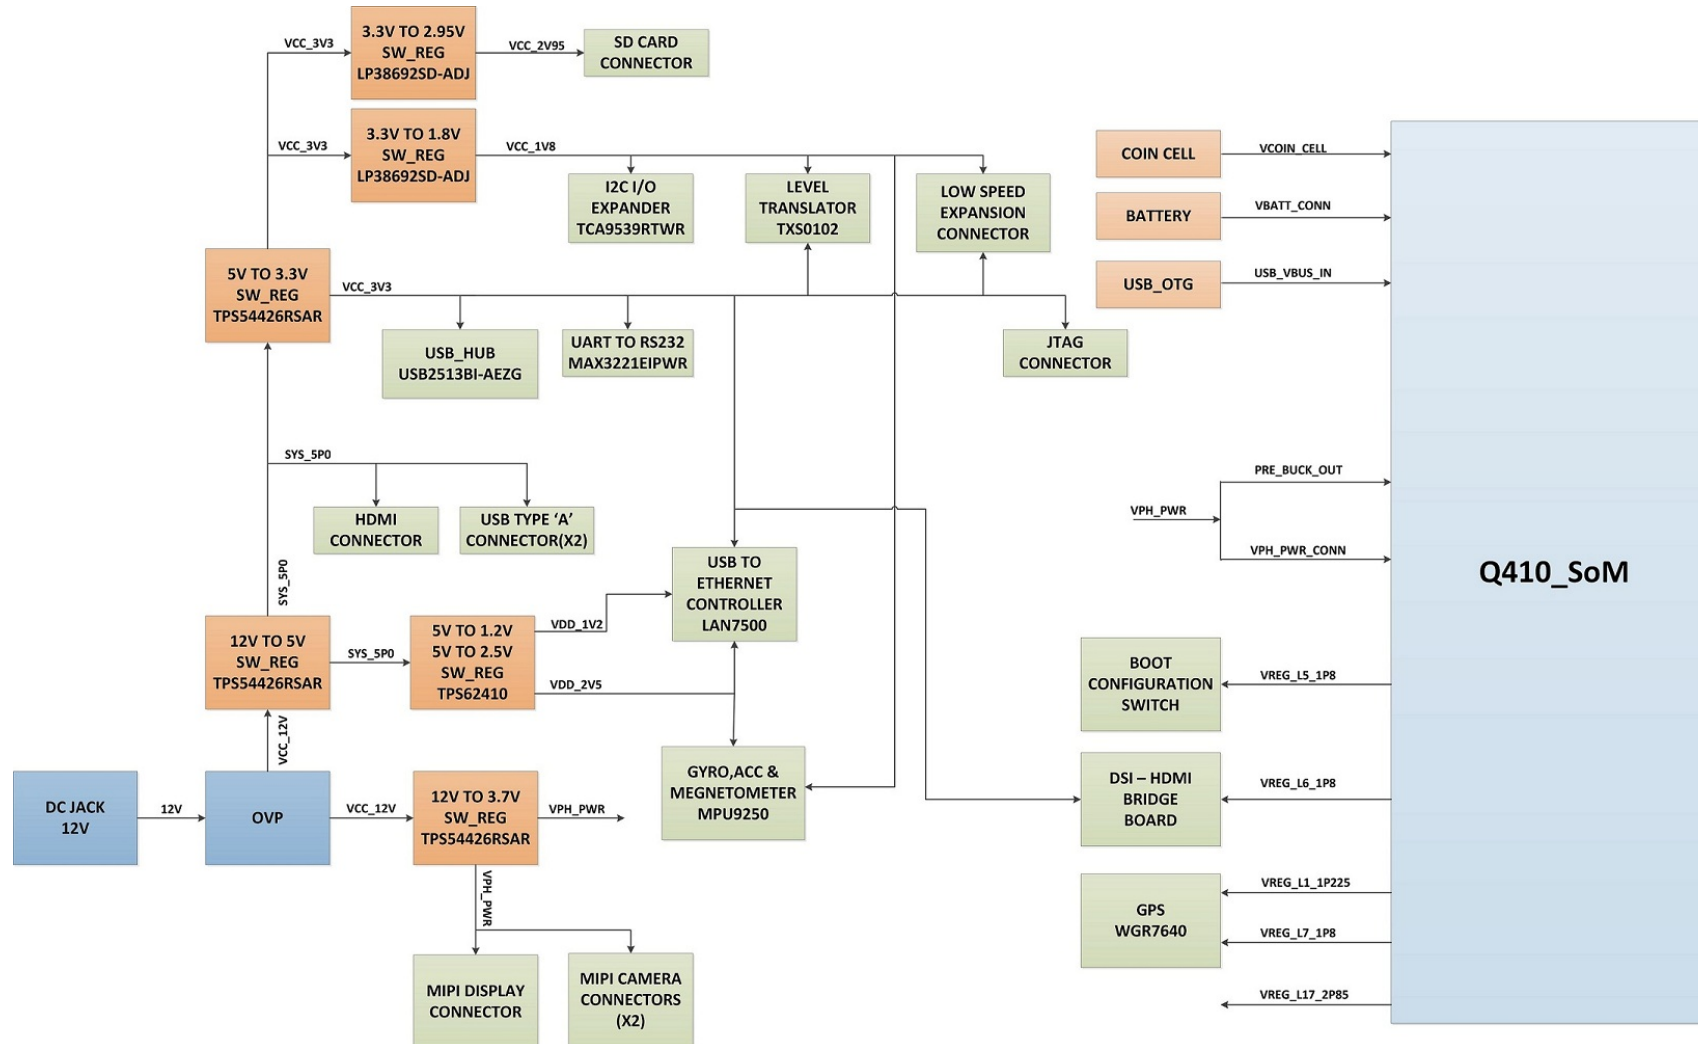 VCC_3V3
3.3V TO 2.95V
SW_REG
LP38692SD-ADJ
VCC_2V95
SD CARD
CONNECTOR
VCC_3V3
3.3V TO 1.8V
SW_REG
LP38692SD-ADJ
VCC_1V8
I2C I/O
EXPANDER
TCA9539RTWR
LEVEL
TRANSLATOR
TXS0102
LOW SPEED
EXPANSION
CONNECTOR
5V TO 3.3V
SW_REG
TPS54426RSAR
VCC_3V3
USB_HUB
USB2513BI-AEZG
UART TO RS232
MAX3221EIPWR
JTAG
CONNECTOR
SYS_5P0
HDMI
CONNECTOR
USB TYPE ‘A’
CONNECTOR(X2)
SYS_5P0
12V TO 5V
SW_REG
TPS54426RSAR
SYS_5P0
5V TO 1.2V
5V TO 2.5V
SW_REG
TPS62410
VDD_1V2
VDD_2V5
USB TO
ETHERNET
CONTROLLER
LAN7500
VCC_12V
DC JACK
12V
12V
OVP
VCC_12V
12V TO 3.7V
SW_REG
TPS54426RSAR
VPH_PWR
GYRO,ACC &
MEGNETOMETER
MPU9250
VPH_PWR
MIPI DISPLAY
CONNECTOR
MIPI CAMERA
CONNECTORS
(X2)
COIN CELL
VCOIN_CELL
BATTERY
VBATT_CONN
USB_OTG
USB_VBUS_IN
PRE_BUCK_OUT
VPH_PWR
VPH_PWR_CONN
Q410_SoM
BOOT
CONFIGURATION
SWITCH
VREG_L5_1P8
DSI – HDMI
BRIDGE
BOARD
VREG_L6_1P8
GPS
WGR7640
VREG_L1_1P225
VREG_L7_1P8
VREG_L17_2P85